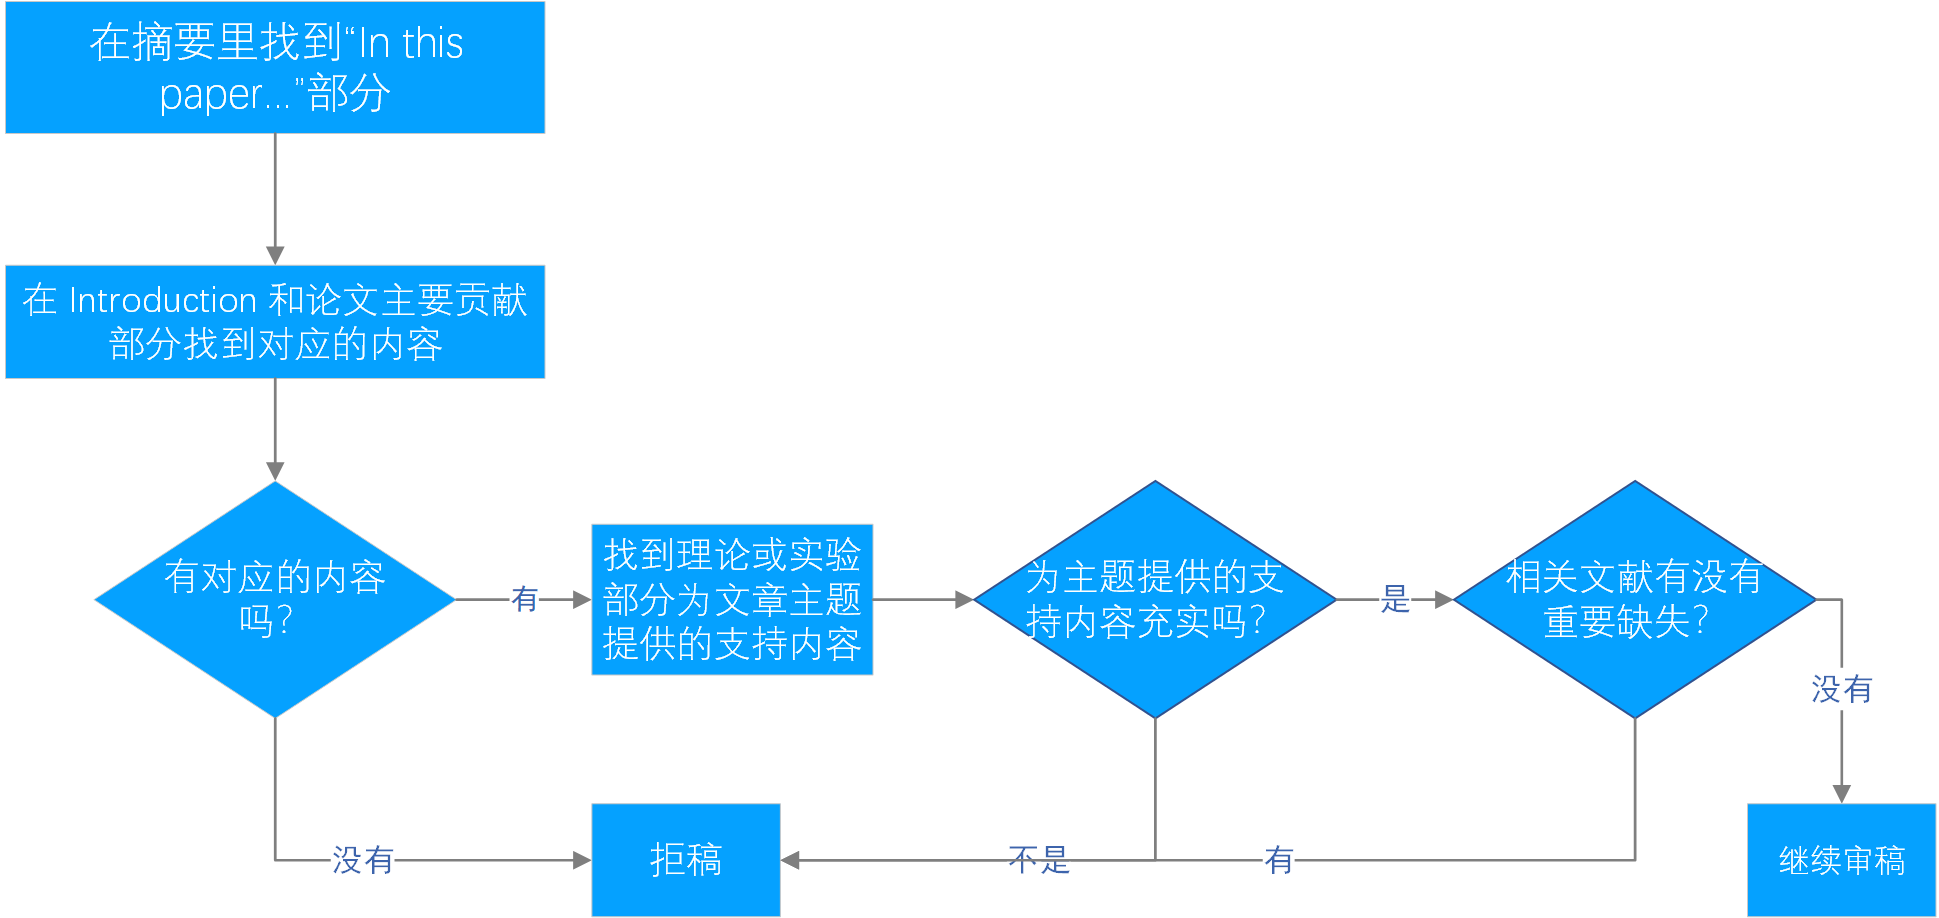 在摘要里找到“In this
paper...”部分
在 Introduction 和论文主要贡献
部分找到对应的内容
有对应的内容
吗？
有
找到理论或实验
部分为文章主题
提供的支持内容
为主题提供的支
持内容充实吗？
是
相关文献有没有
重要缺失？
没有
没有
拒稿
不是
有
继续审稿